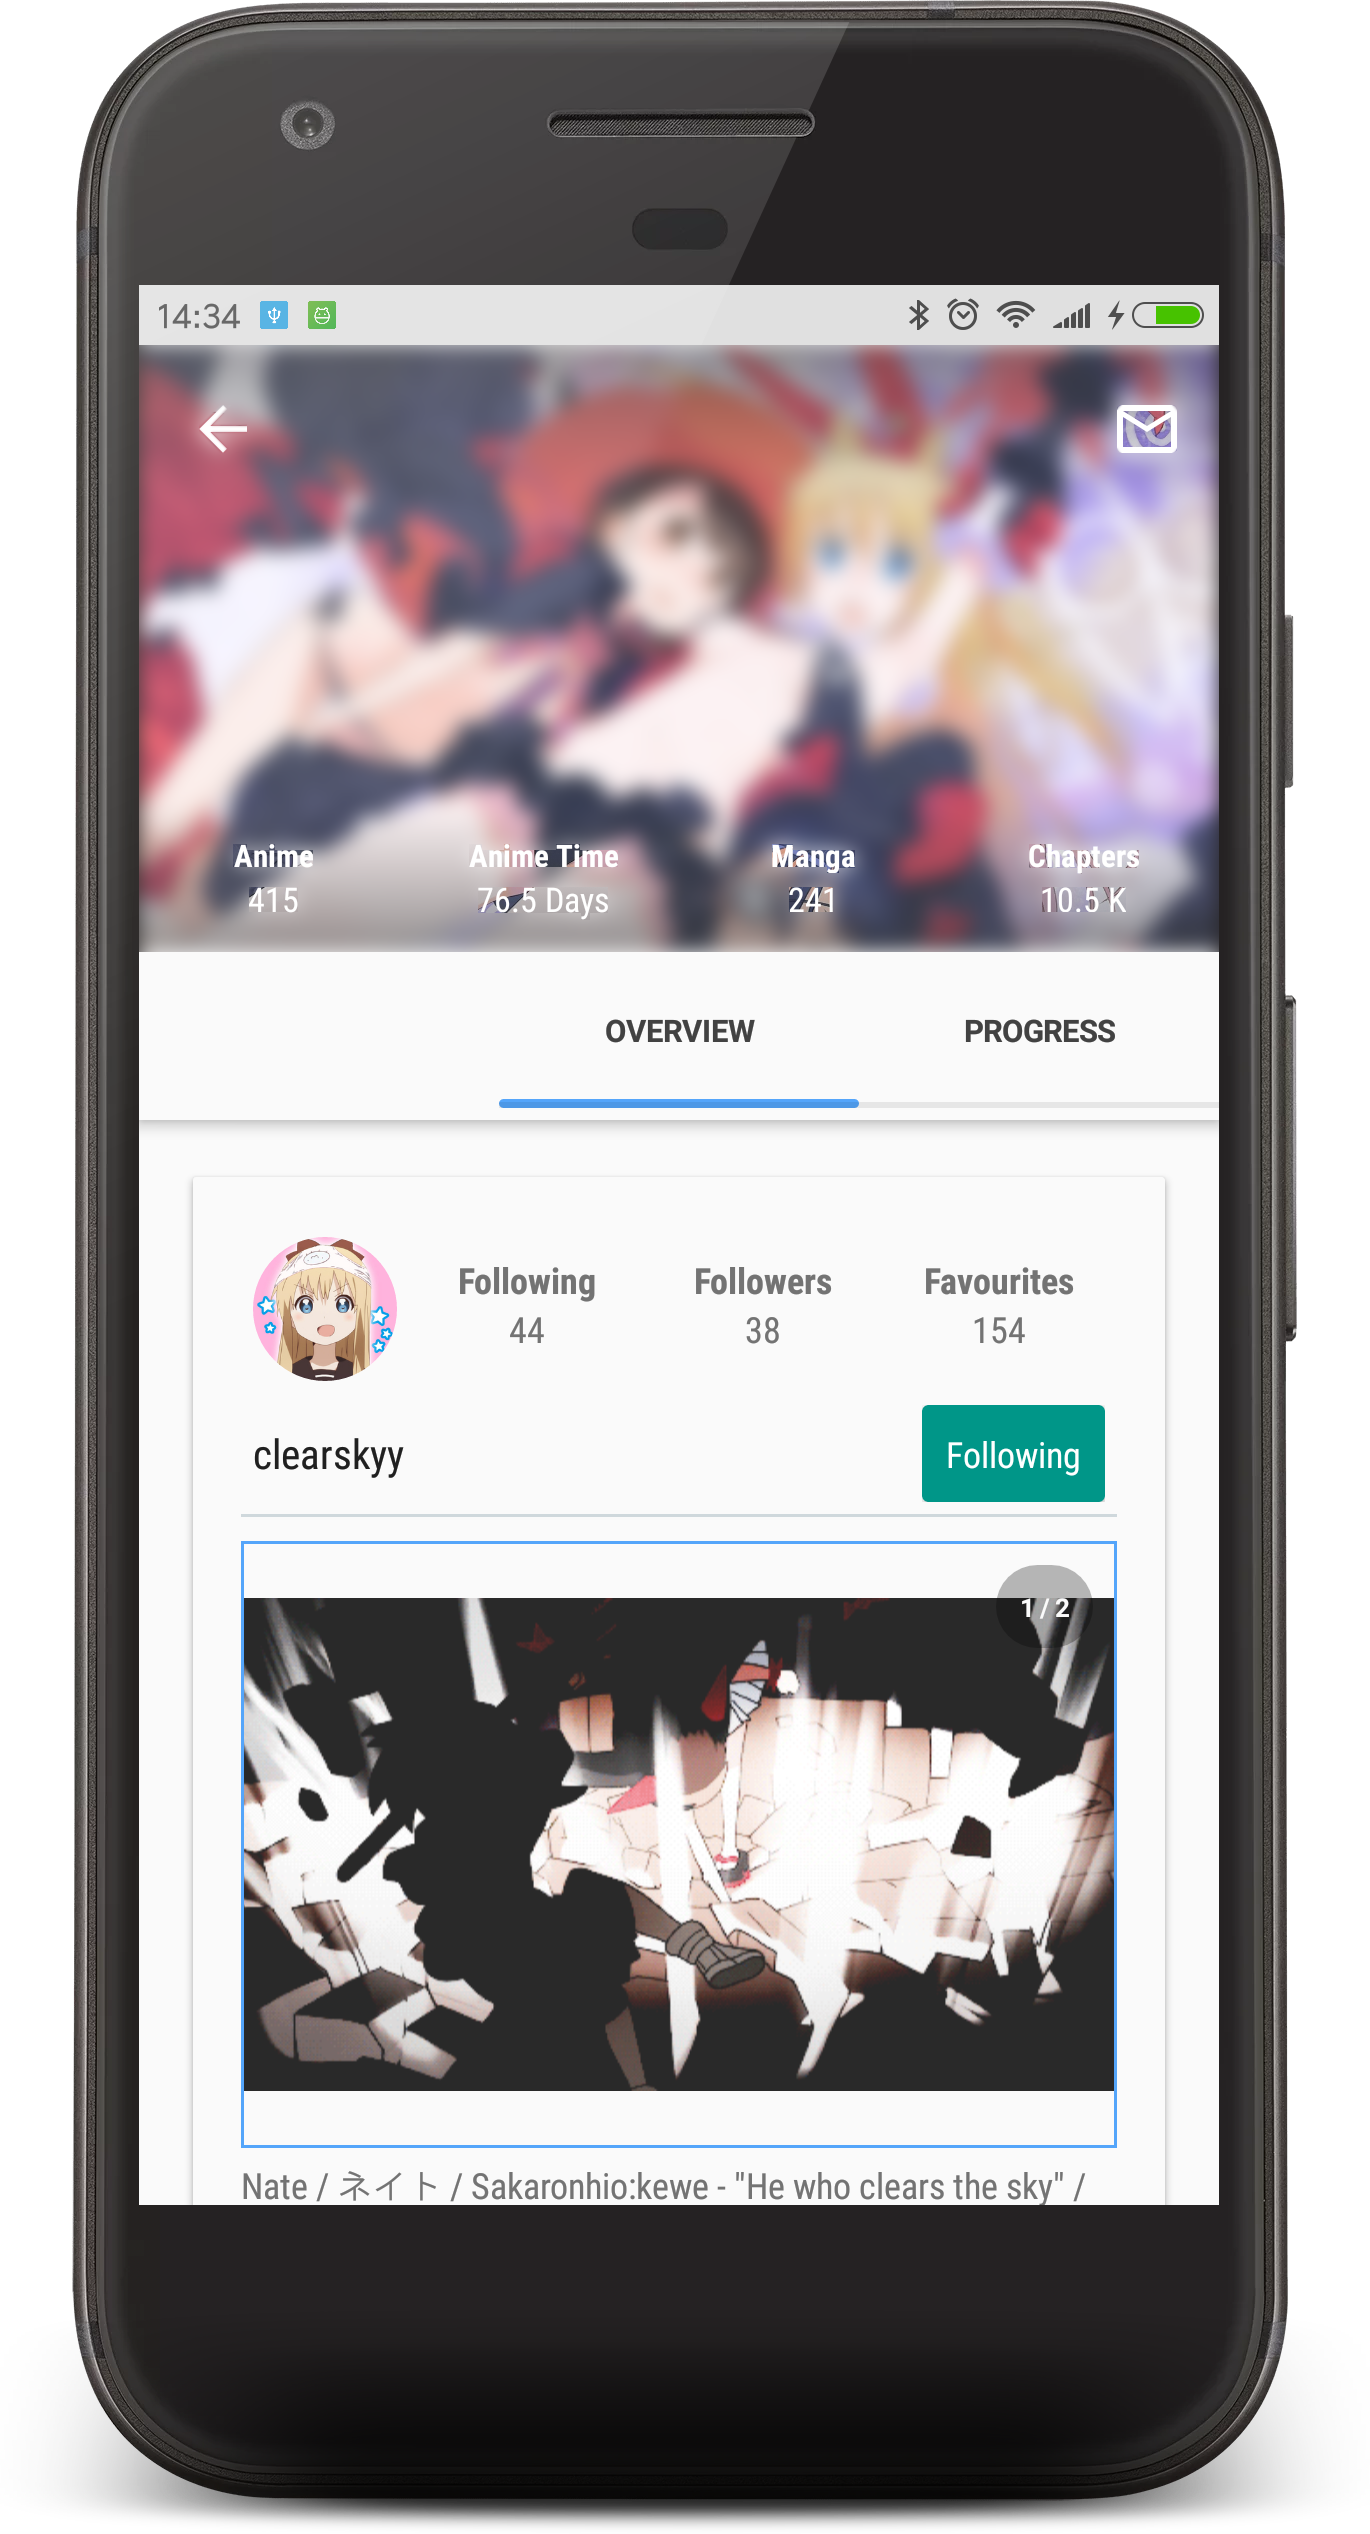 14:34
Anime Anime Time Manga Chapters
415 76.5 Days 241 10.5 K
OVERVIEW PROGRESS
Following Followers Favourites
44 38 154
clearskyy Following
1 / 2
Nate / ネイト / Sakaronhio:kewe - "He who clears the sky" /